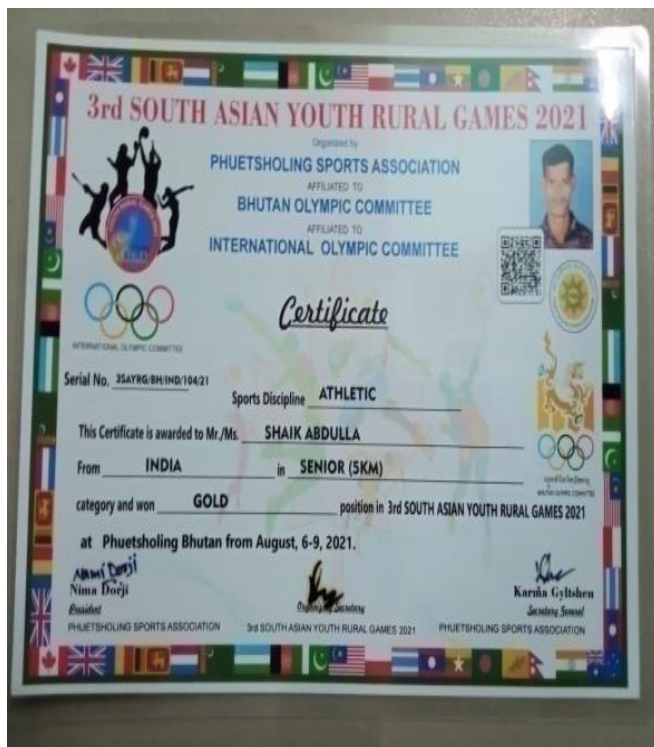 3rd SOUTH ASIAN YOUTH RURAL GAMES 2021
Organized by
PHUETSHOLING SPORTS ASSOCIATION
AFFILIATED TO
BHUTAN OLYMPIC COMMITTEE
AFFILIATED TO
INTERNATIONAL OLYMPIC COMMITTEE
Certificate
INTERNATIONAL OLYMPIC COMMITTEE
Serial No. 3SAYRG/BH/IND/104/21
Sports Discipline ATHLETIC
This Certificate is awarded to Mr./Ms. SHAIK ABDULLA
From INDIA in SENIOR (5KM)
BHUTAN OLYMPIC COMMITTEE
category and won GOLD position in 3rd SOUTH ASIAN YOUTH RURAL GAMES 2021
at Phuetsholing Bhutan from August, 6-9, 2021.
Nima Dorji
President
PHUETSHOLING SPORTS ASSOCIATION
Organizing Secretary
3rd SOUTH ASIAN YOUTH RURAL GAMES 2021
Karma Gyltshen
Secretary General
PHUETSHOLING SPORTS ASSOCIATION